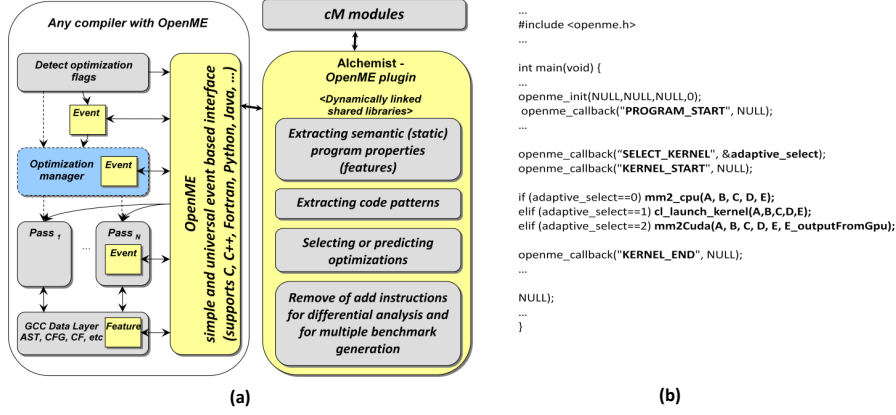 Any compiler with OpenME
Detect optimization
flags
Event
Optimization
manager
Event
Pass 1
...
Pass N
Event
GCC Data Layer
AST, CFG, CF, etc
Feature
OpenME
simple and universal event based interface
(supports C, C++, Fortran, Python, Java, ...)
cM modules
Alchemist -
OpenME plugin
<Dynamically linked
shared libraries>
Extracting semantic (static)
program properties
(features)
Extracting code patterns
Selecting or predicting
optimizations
Remove of add instructions
for differential analysis and
for multiple benchmark
generation
(a)
...
#include <openme.h>
...
int main(void) {
...
openme_init(NULL,NULL,NULL,0);
openme_callback("PROGRAM_START", NULL);
...
openme_callback("SELECT_KERNEL", &adaptive_select);
openme_callback("KERNEL_START", NULL);
if (adaptive_select==0) mm2_cpu(A, B, C, D, E);
elif (adaptive_select==1) cl_launch_kernel(A,B,C,D,E);
elif (adaptive_select==2) mm2Cuda(A, B, C, D, E, E_outputFromGpu);
openme_callback("KERNEL_END", NULL);
...
NULL);
...
}
(b)